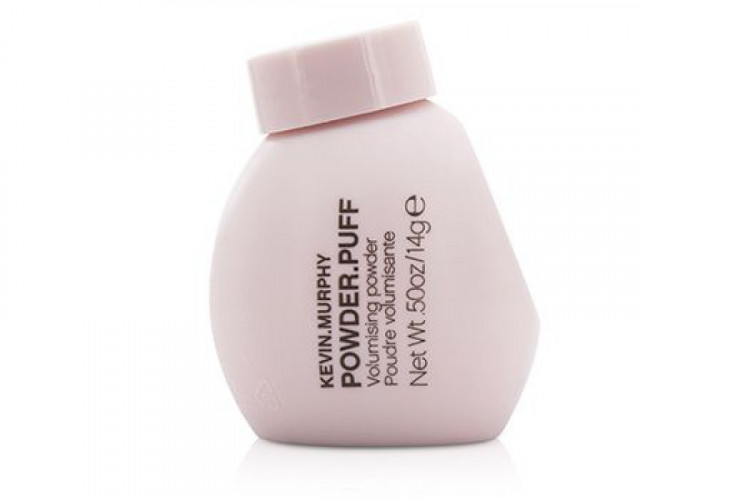 KEVIN.MURPHY
POWDER.PUFF
Volumising powder
Poudre volumisante
Net Wt .50oz/14g e